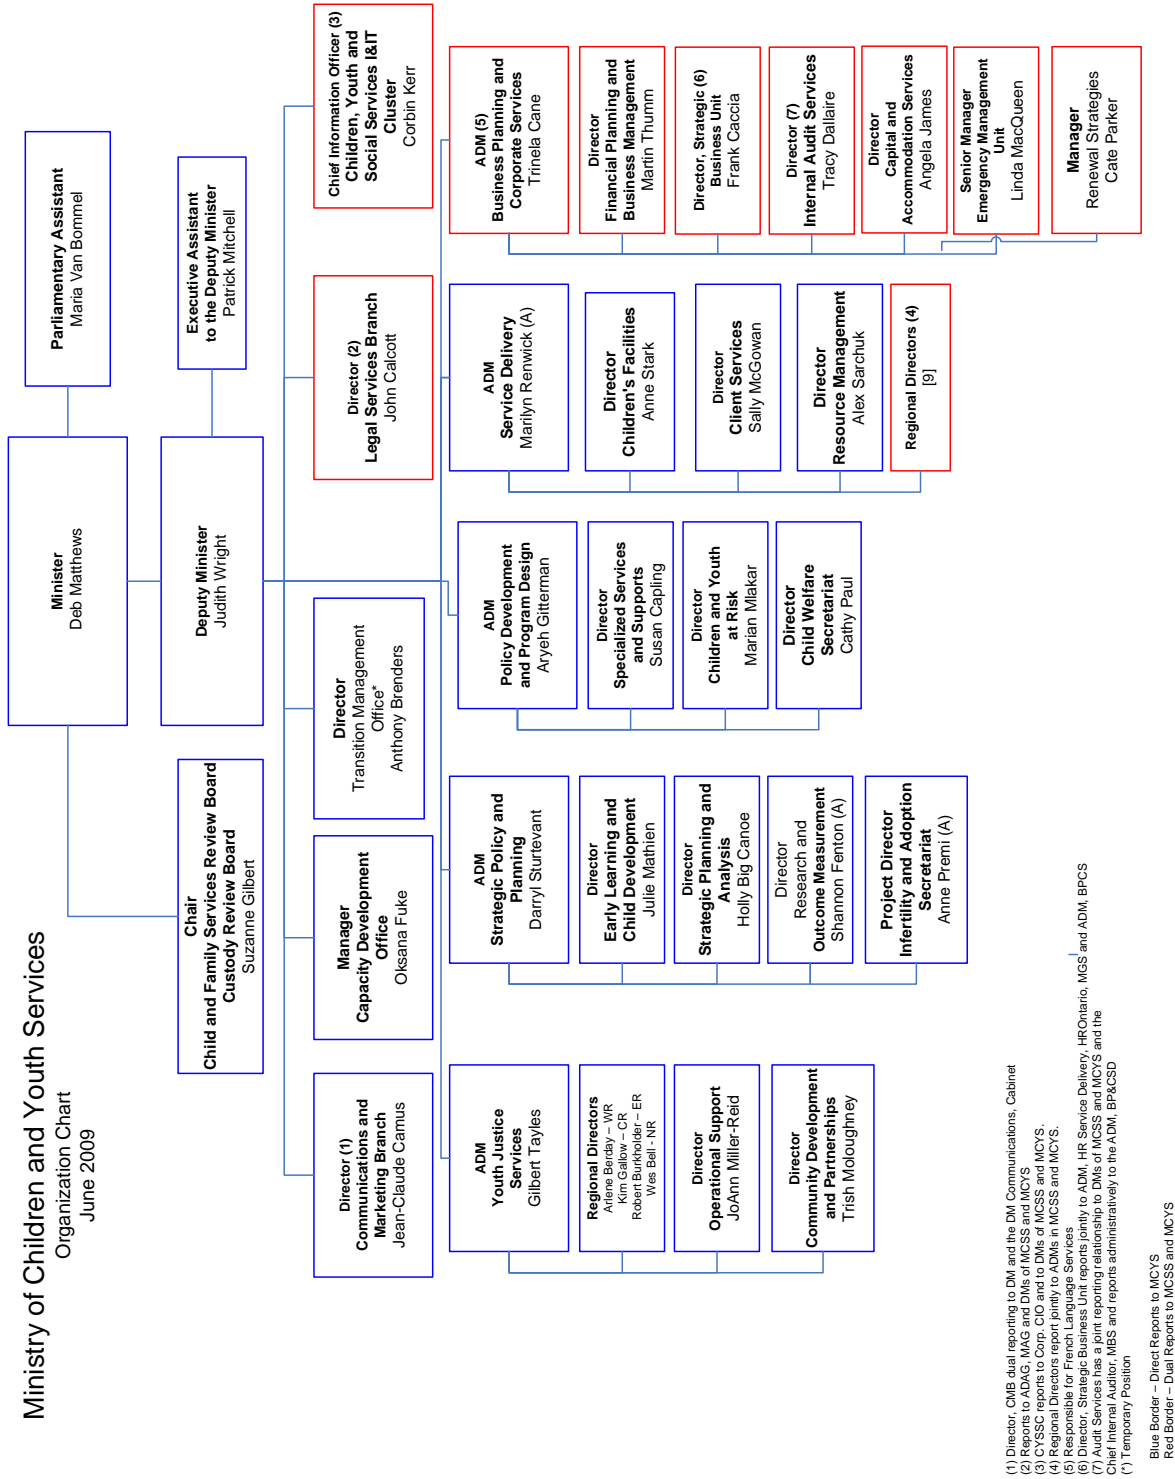 Ministry of Children and Youth Services
Organization Chart
June 2009
Minister
Deb Matthews
Parliamentary Assistant
Maria Van Bommel
Chair
Child and Family Services Review Board
Custody Review Board
Suzanne Gilbert
Deputy Minister
Judith Wright
Executive Assistant
to the Deputy Minister
Patrick Mitchell
Director (1)
Communications and
Marketing Branch
Jean-Claude Camus
Manager
Capacity Development
Office
Oksana Fuke
Director
Transition Management
Office*
Anthony Brenders
Director (2)
Legal Services Branch
John Calcott
Chief Information Officer (3)
Children, Youth and
Social Services I&IT
Cluster
Corbin Kerr
ADM
Youth Justice
Services
Gilbert Tayles
Regional Directors
Arlene Berday – WR
Kim Gallow – CR
Robert Burkholder – ER
Wes Bell - NR
Director
Operational Support
JoAnn Miller-Reid
Director
Community Development
and Partnerships
Trish Moloughney
ADM
Strategic Policy and
Planning
Darryl Sturtevant
Director
Early Learning and
Child Development
Julie Mathien
Director
Strategic Planning and
Analysis
Holly Big Canoe
Director
Research and
Outcome Measurement
Shannon Fenton (A)
Project Director
Infertility and Adoption
Secretariat
Anne Premi (A)
ADM
Policy Development
and Program Design
Aryeh Gitterman
Director
Specialized Services
and Supports
Susan Capling
Director
Children and Youth
at Risk
Marian Mlakar
Director
Child Welfare
Secretariat
Cathy Paul
ADM
Service Delivery
Marilyn Renwick (A)
Director
Children's Facilities
Anne Stark
Director
Client Services
Sally McGowan
Director
Resource Management
Alex Sarchuk
Regional Directors (4)
[9]
ADM (5)
Business Planning and
Corporate Services
Trinela Cane
Director
Financial Planning and
Business Management
Martin Thumm
Director, Strategic (6)
Business Unit
Frank Caccia
Director (7)
Internal Audit Services
Tracy Dallaire
Director
Capital and
Accommodation Services
Angela James
Senior Manager
Emergency Management
Unit
Linda MacQueen
Manager
Renewal Strategies
Cate Parker
(1) Director, CMB dual reporting to DM and the DM Communications, Cabinet
(2) Reports to ADAG, MAG and DMs of MCSS and MCYS
(3) CYSSC reports to Corp. CIO and to DMs of MCSS and MCYS.
(4) Regional Directors report jointly to ADMs in MCSS and MCYS.
(5) Responsible for French Language Services
(6) Director, Strategic Business Unit reports jointly to ADM, HR Service Delivery, HROntario, MGS and ADM, BPCS
(7) Audit Services has a joint reporting relationship to DMs of MCSS and MCYS and the
Chief Internal Auditor, MBS and reports administratively to the ADM, BP&CSD
(*) Temporary Position
Blue Border – Direct Reports to MCYS
Red Border – Dual Reports to MCSS and MCYS